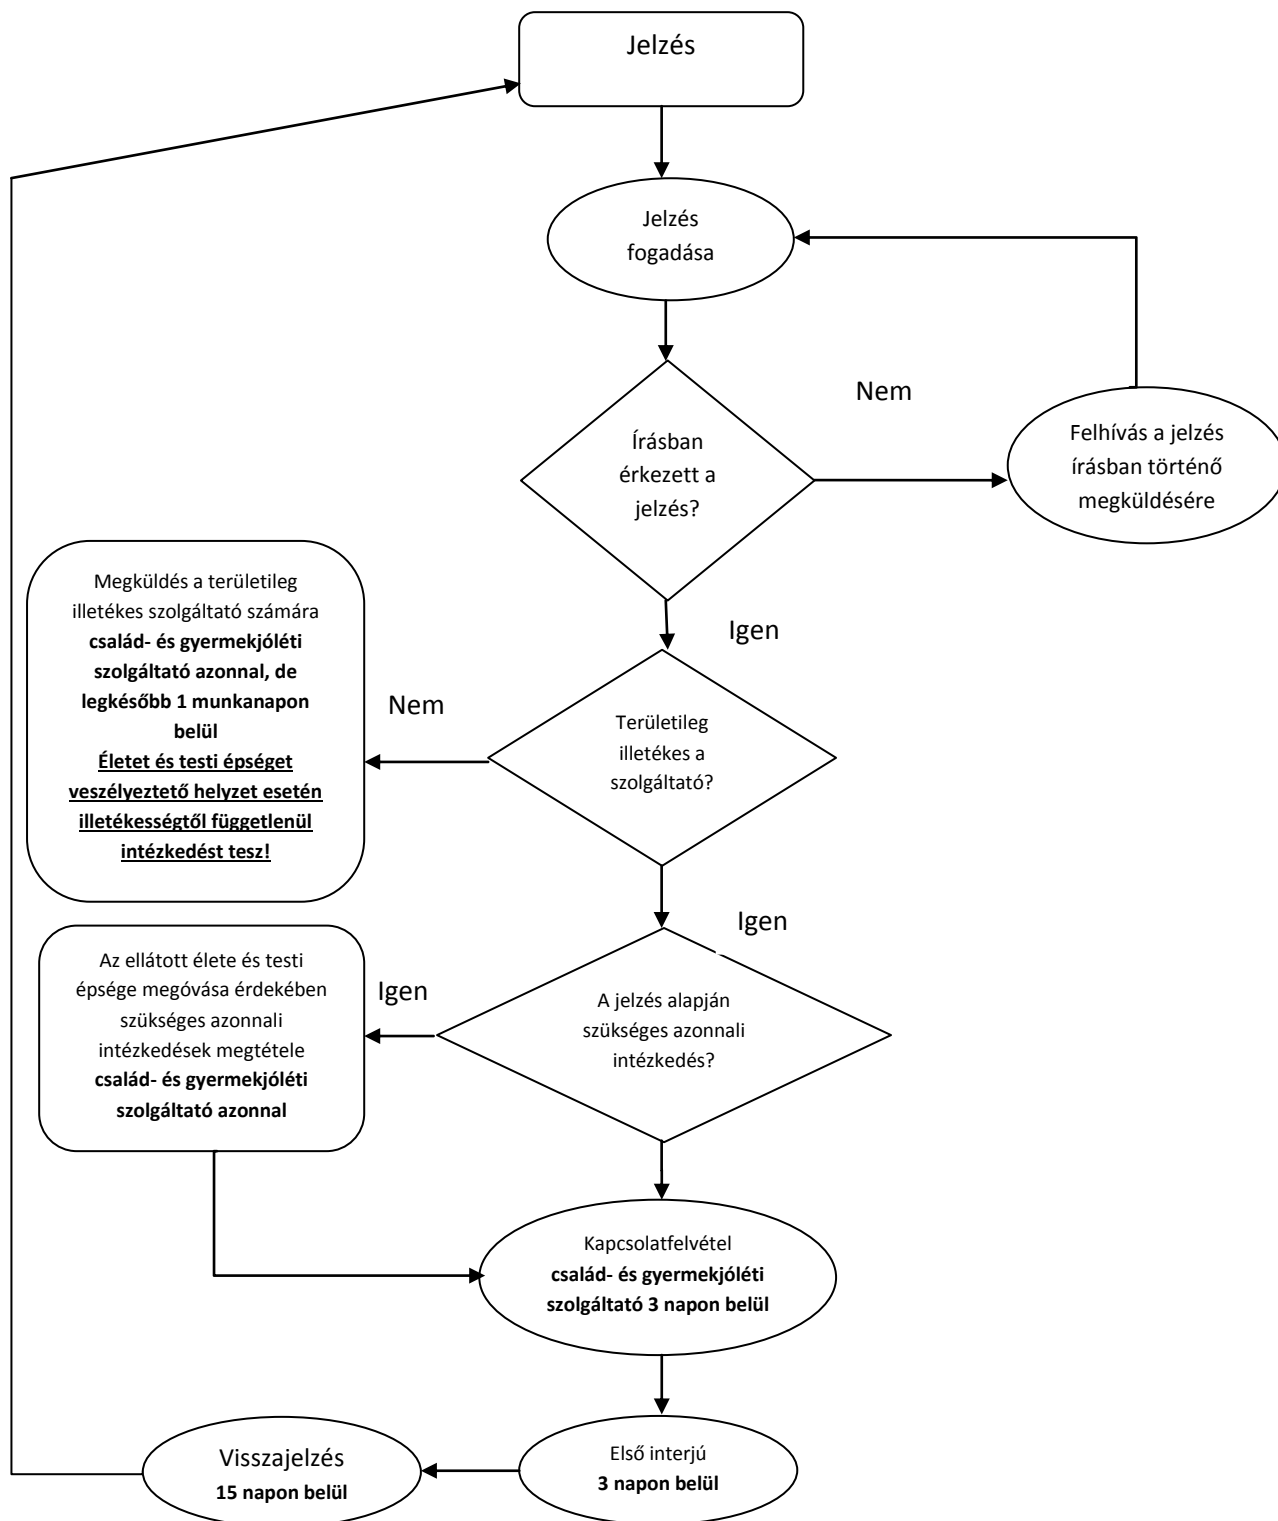 Jelzés
Jelzés
fogadása
Nem
Írásban
érkezett a
jelzés?
Felhívás a jelzés
írásban történő
megküldésére
Igen
Megküldés a területileg
illetékes szolgáltató számára
család- és gyermekjóléti
szolgáltató azonnal, de
legkésőbb 1 munkanapon
belül
Életet és testi épséget
veszélyeztető helyzet esetén
illetékességtől függetlenül
intézkedést tesz!
Nem
Területileg
illetékes a
szolgáltató?
Igen
Az ellátott élete és testi
épsége megóvása érdekében
szükséges azonnali
intézkedések megtétele
család- és gyermekjóléti
szolgáltató azonnal
Igen
A jelzés alapján
szükséges azonnali
intézkedés?
Kapcsolatfelvétel
család- és gyermekjóléti
szolgáltató 3 napon belül
Visszajelzés
15 napon belül
Első interjú
3 napon belül